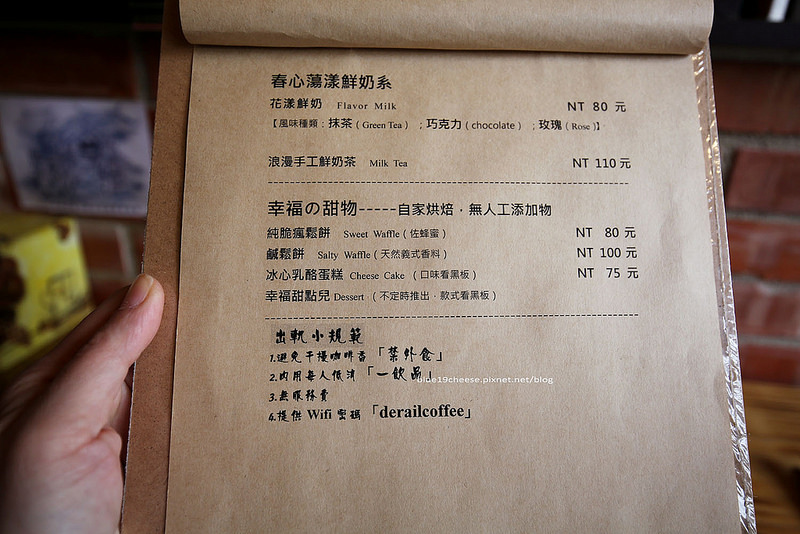 春心蕩漾鮮奶系
花漾鮮奶 Flavor Milk NT 80 元
【風味種類：抹茶（Green Tea）；巧克力（chocolate）；玫瑰（Rose）】
浪漫手工鮮奶茶 Milk Tea NT 110 元
幸福の甜物-----自家烘焙，無人工添加物
純脆瘋鬆餅 Sweet Waffle（佐蜂蜜） NT 80 元
鹹鬆餅 Salty Waffle（天然義式香料） NT 100 元
冰心乳酪蛋糕 Cheese Cake （口味看黑板） NT 75 元
幸福甜點兒 Dessert （不定時推出，款式看黑板）
出軌小規範
1.避免干擾咖啡香「禁外食」
2.內用每人低消「一飲品」
blue19cheese.pixnet.net/blog
3.無服務費
4.提供 Wifi 密碼「derailcoffee」